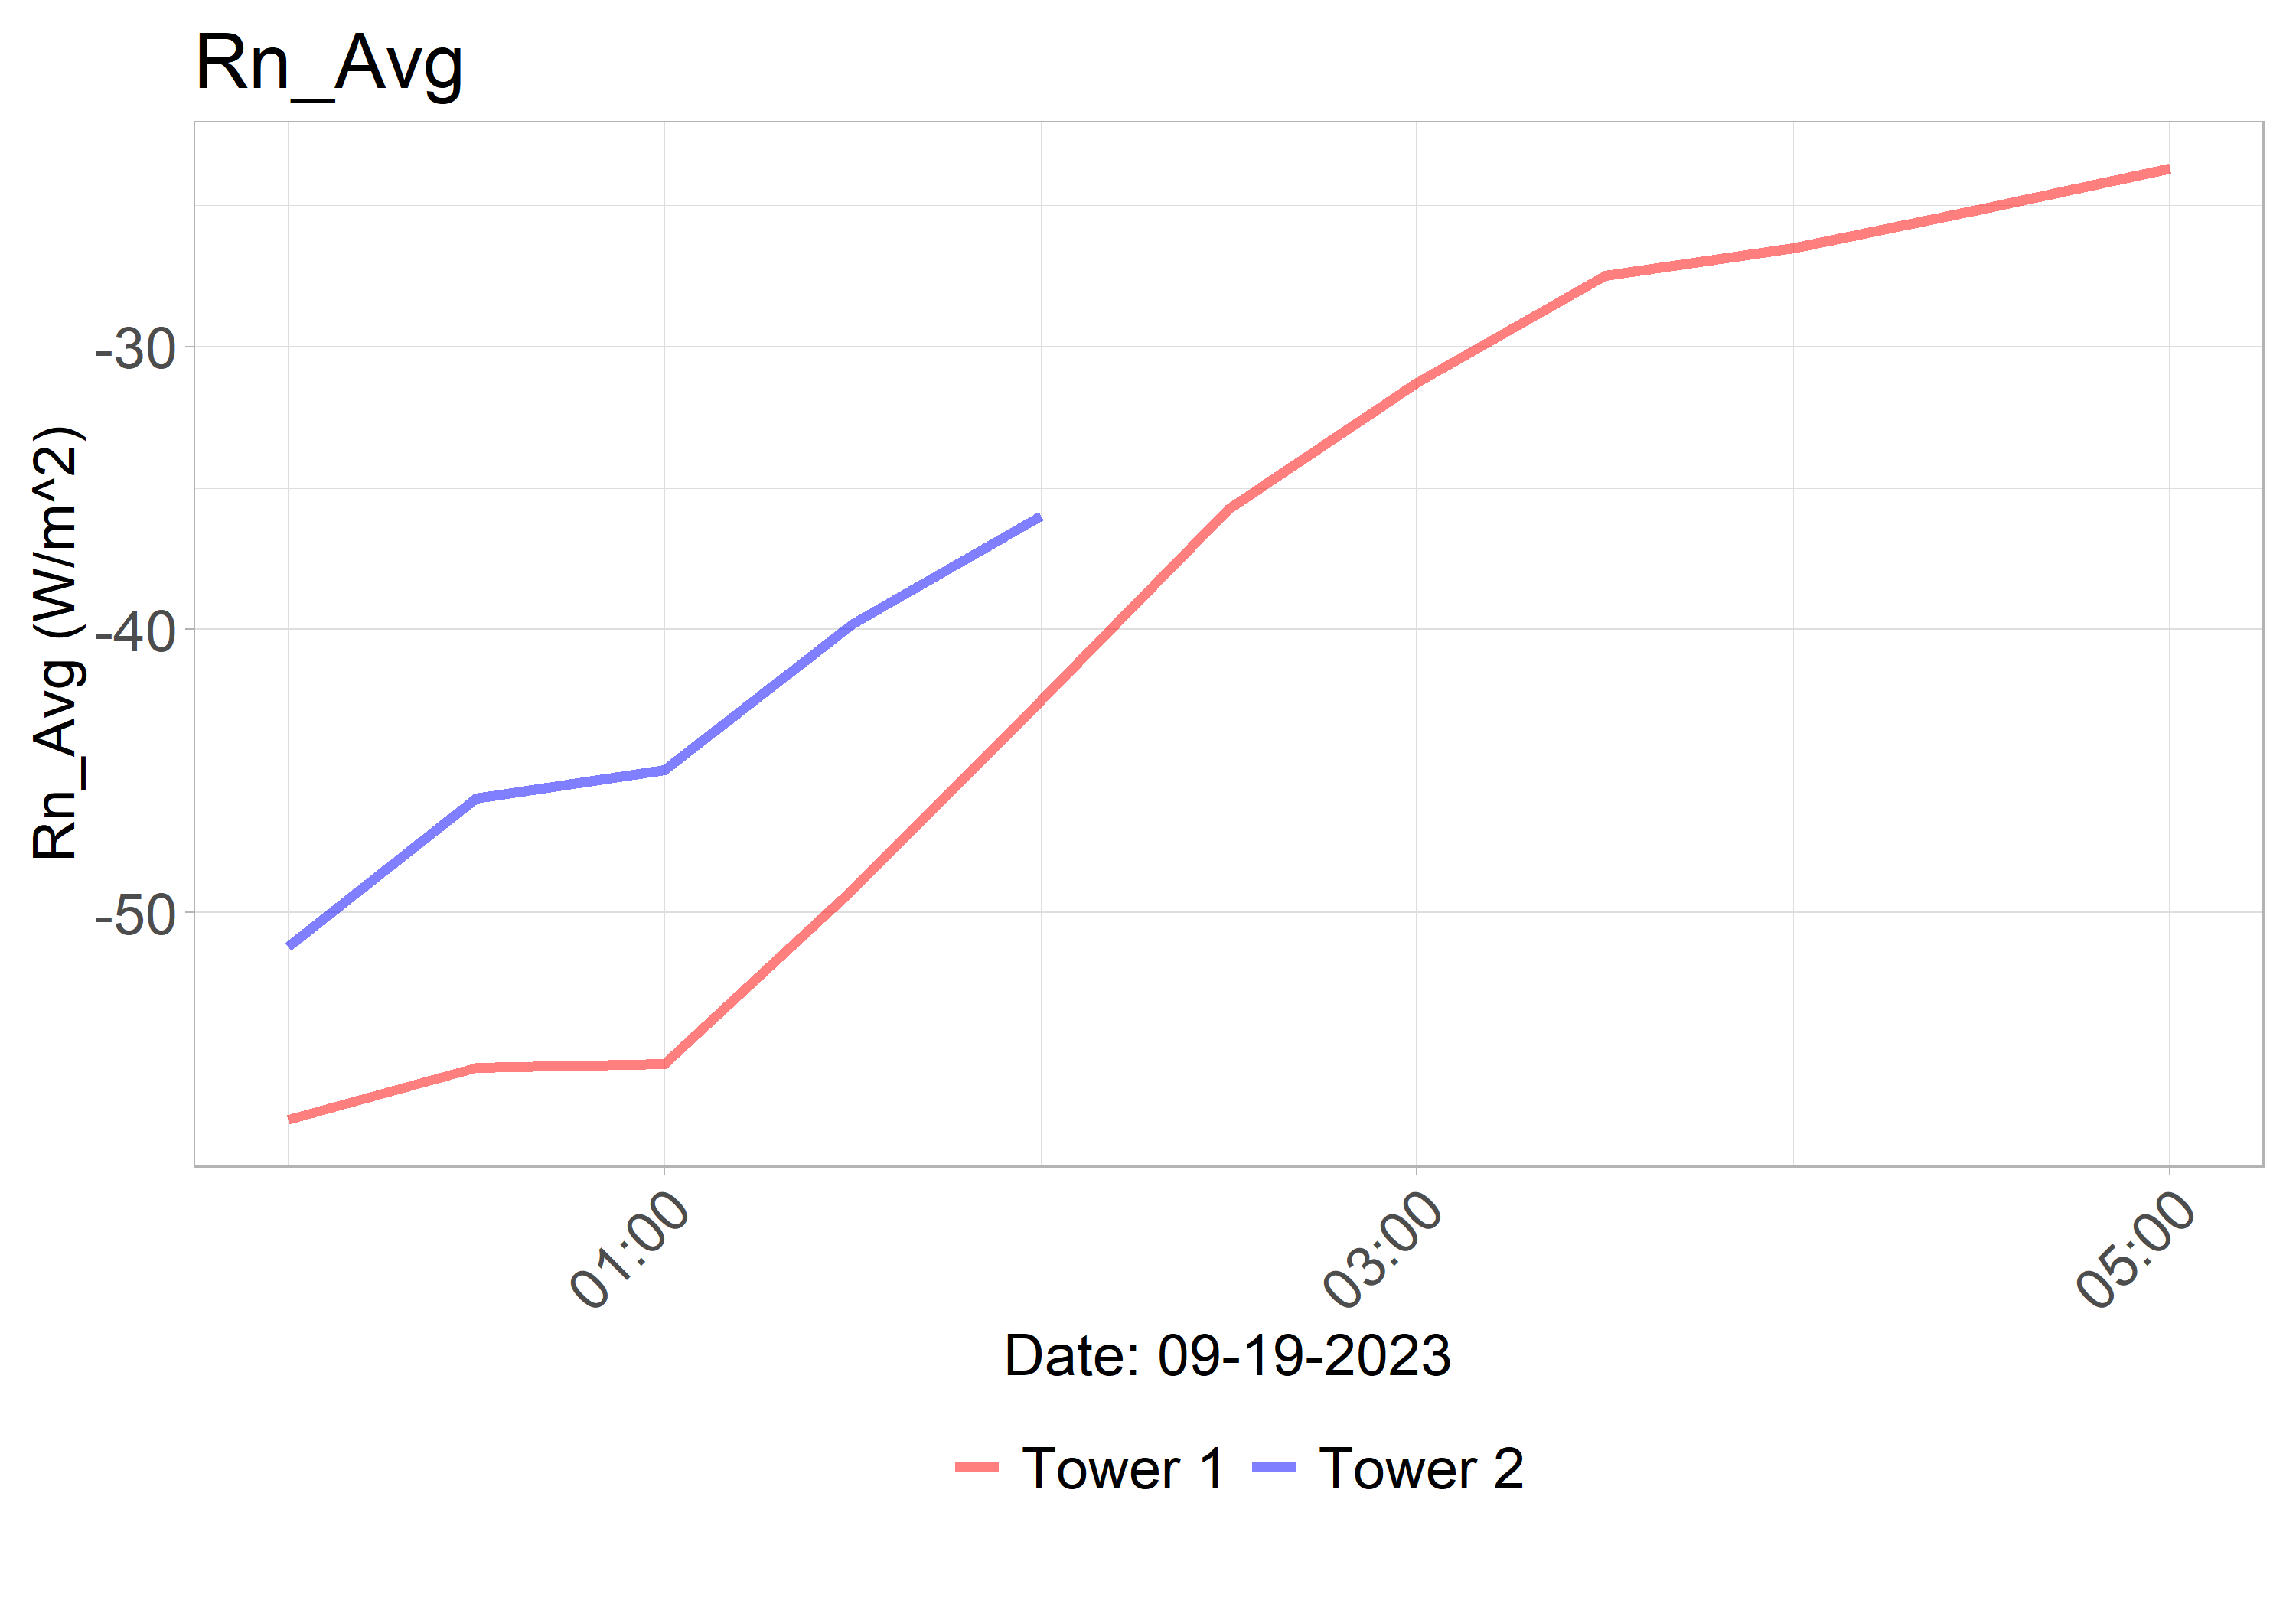 Rn_Avg
Rn_Avg (W/m^2)
-30
-40
-50
01:00
03:00
05:00
Date: 09-19-2023
Tower 1
Tower 2